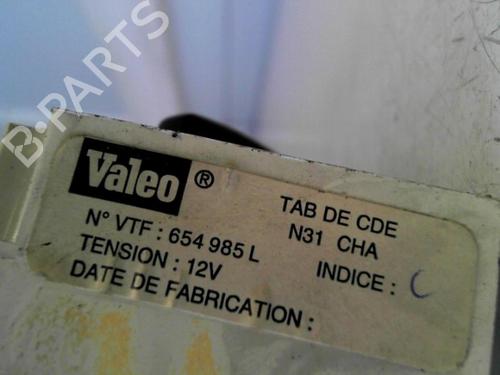 B-PARTS
Valeo ®
TAB DE CDE
N° VTF : 654 985 L
N31 CHA
TENSION : 12V
INDICE : C
DATE DE FABRICATION :